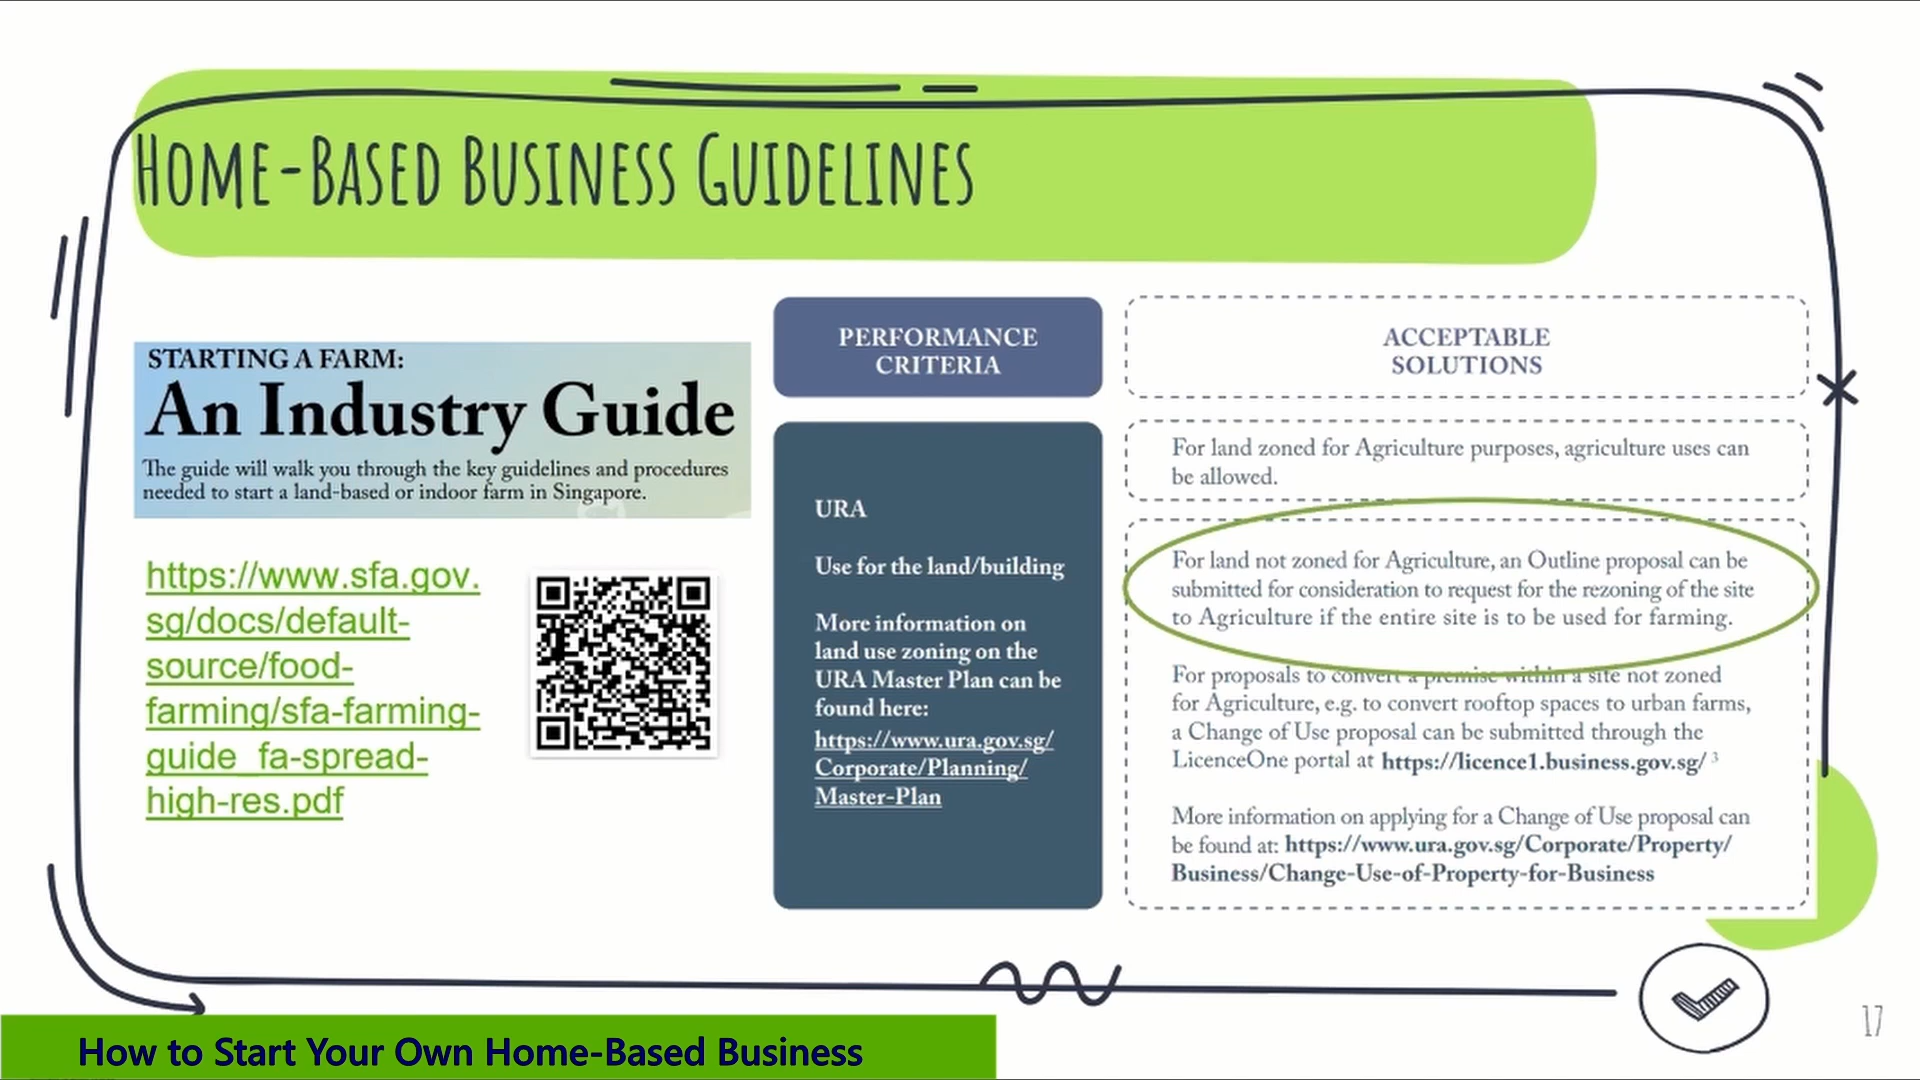 HOME-BASED BUSINESS GUIDELINES
STARTING A FARM:
An Industry Guide
The guide will walk you through the key guidelines and procedures
needed to start a land-based or indoor farm in Singapore.
https://www.sfa.gov.
sg/docs/default-
source/food-
farming/sfa-farming-
guide_fa-spread-
high-res.pdf
PERFORMANCE
CRITERIA
URA
Use for the land/building
More information on
land use zoning on the
URA Master Plan can be
found here:
https://www.ura.gov.sg/
Corporate/Planning/
Master-Plan
ACCEPTABLE
SOLUTIONS
For land zoned for Agriculture purposes, agriculture uses can
be allowed.
For land not zoned for Agriculture, an Outline proposal can be
submitted for consideration to request for the rezoning of the site
to Agriculture if the entire site is to be used for farming.
For proposals to convert a premise within a site not zoned
for Agriculture, e.g. to convert rooftop spaces to urban farms,
a Change of Use proposal can be submitted through the
LicenceOne portal at https://licence1.business.gov.sg/ 3
More information on applying for a Change of Use proposal can
be found at: https://www.ura.gov.sg/Corporate/Property/
Business/Change-Use-of-Property-for-Business
17
How to Start Your Own Home-Based Business